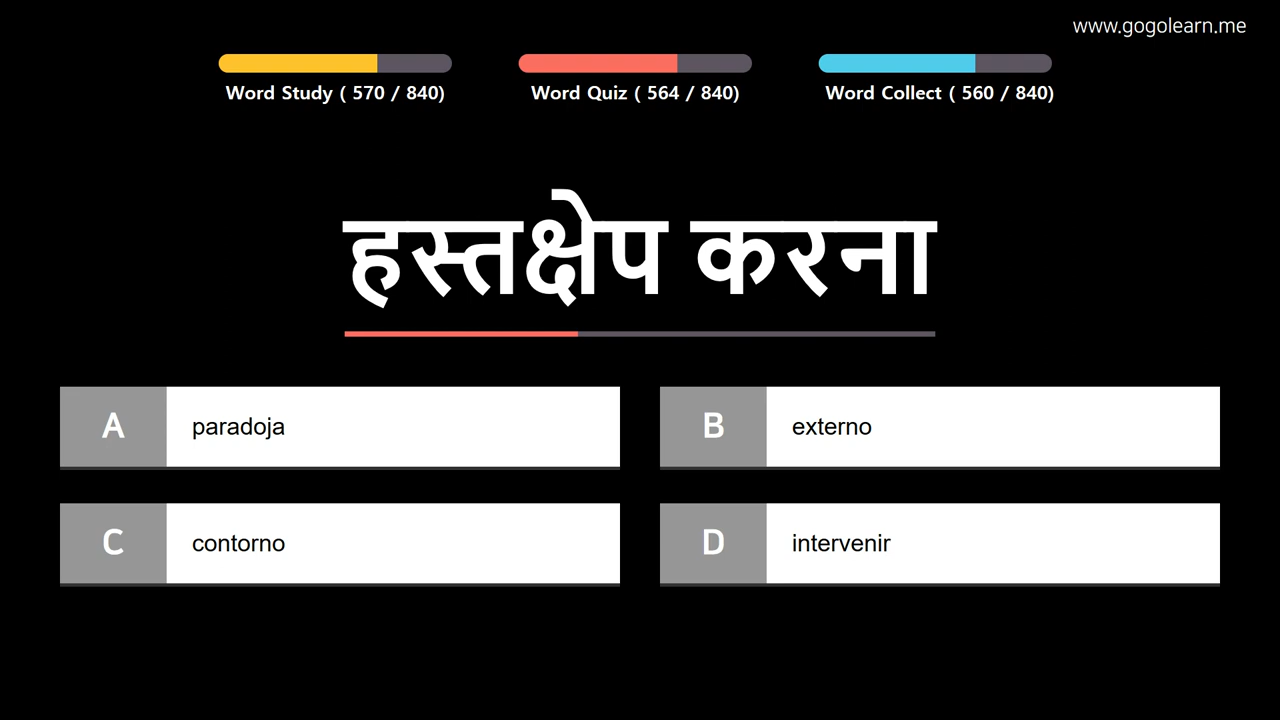 www.gogolearn.me
Word Study ( 570 / 840)
Word Quiz ( 564 / 840)
Word Collect ( 560 / 840)
हस्तक्षेप करना
A paradoja
B externo
C contorno
D intervenir